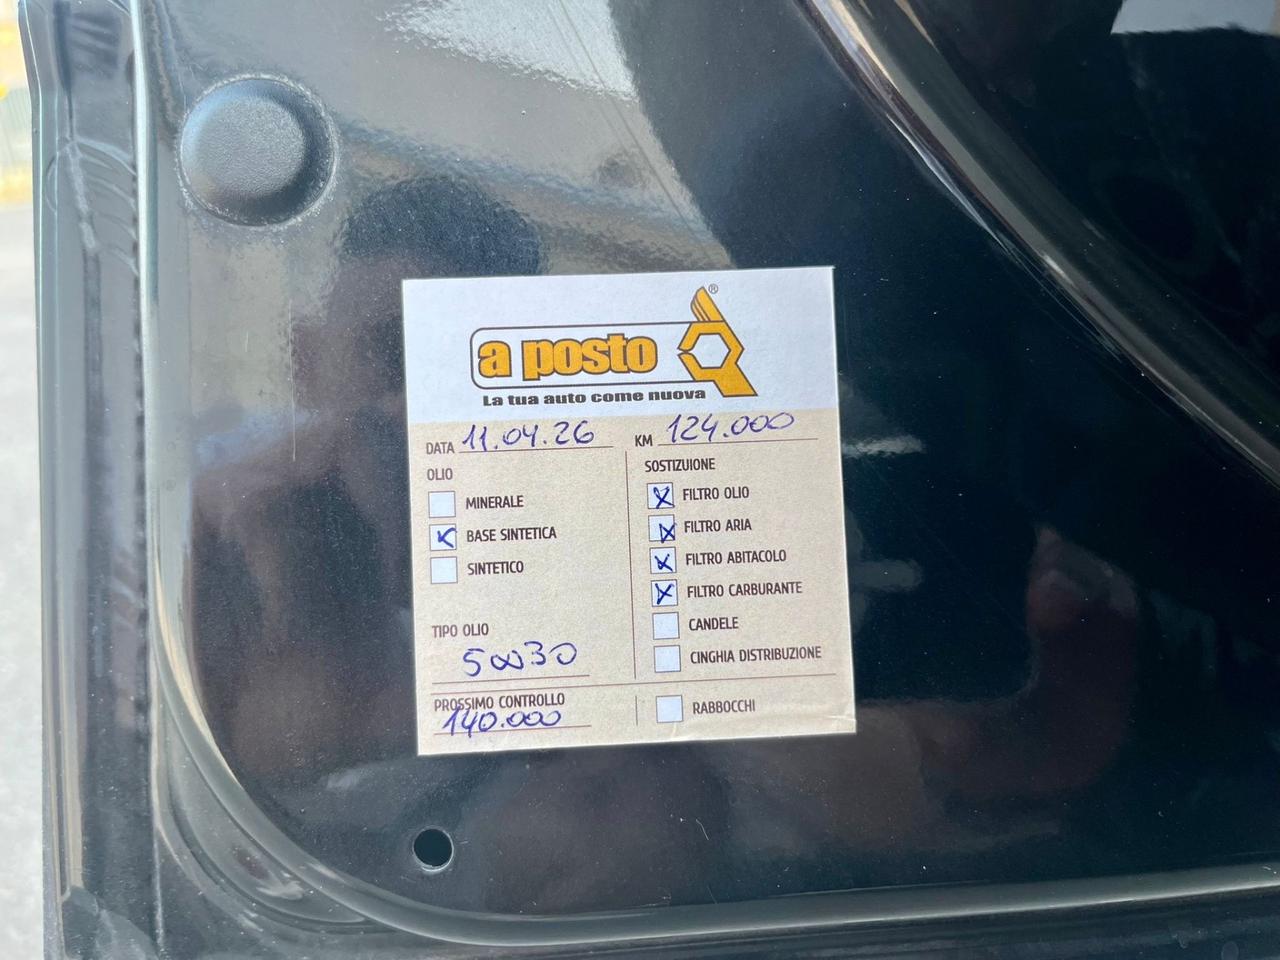 a posto ®
La tua auto come nuova
DATA 11.04.26
KM 124.000
OLIO
MINERALE
BASE SINTETICA
SINTETICO
TIPO OLIO
5W30
PROSSIMO CONTROLLO
140.000
SOSTIZUIONE
FILTRO OLIO
FILTRO ARIA
FILTRO ABITACOLO
FILTRO CARBURANTE
CANDELE
CINGHIA DISTRIBUZIONE
RABBOCCHI